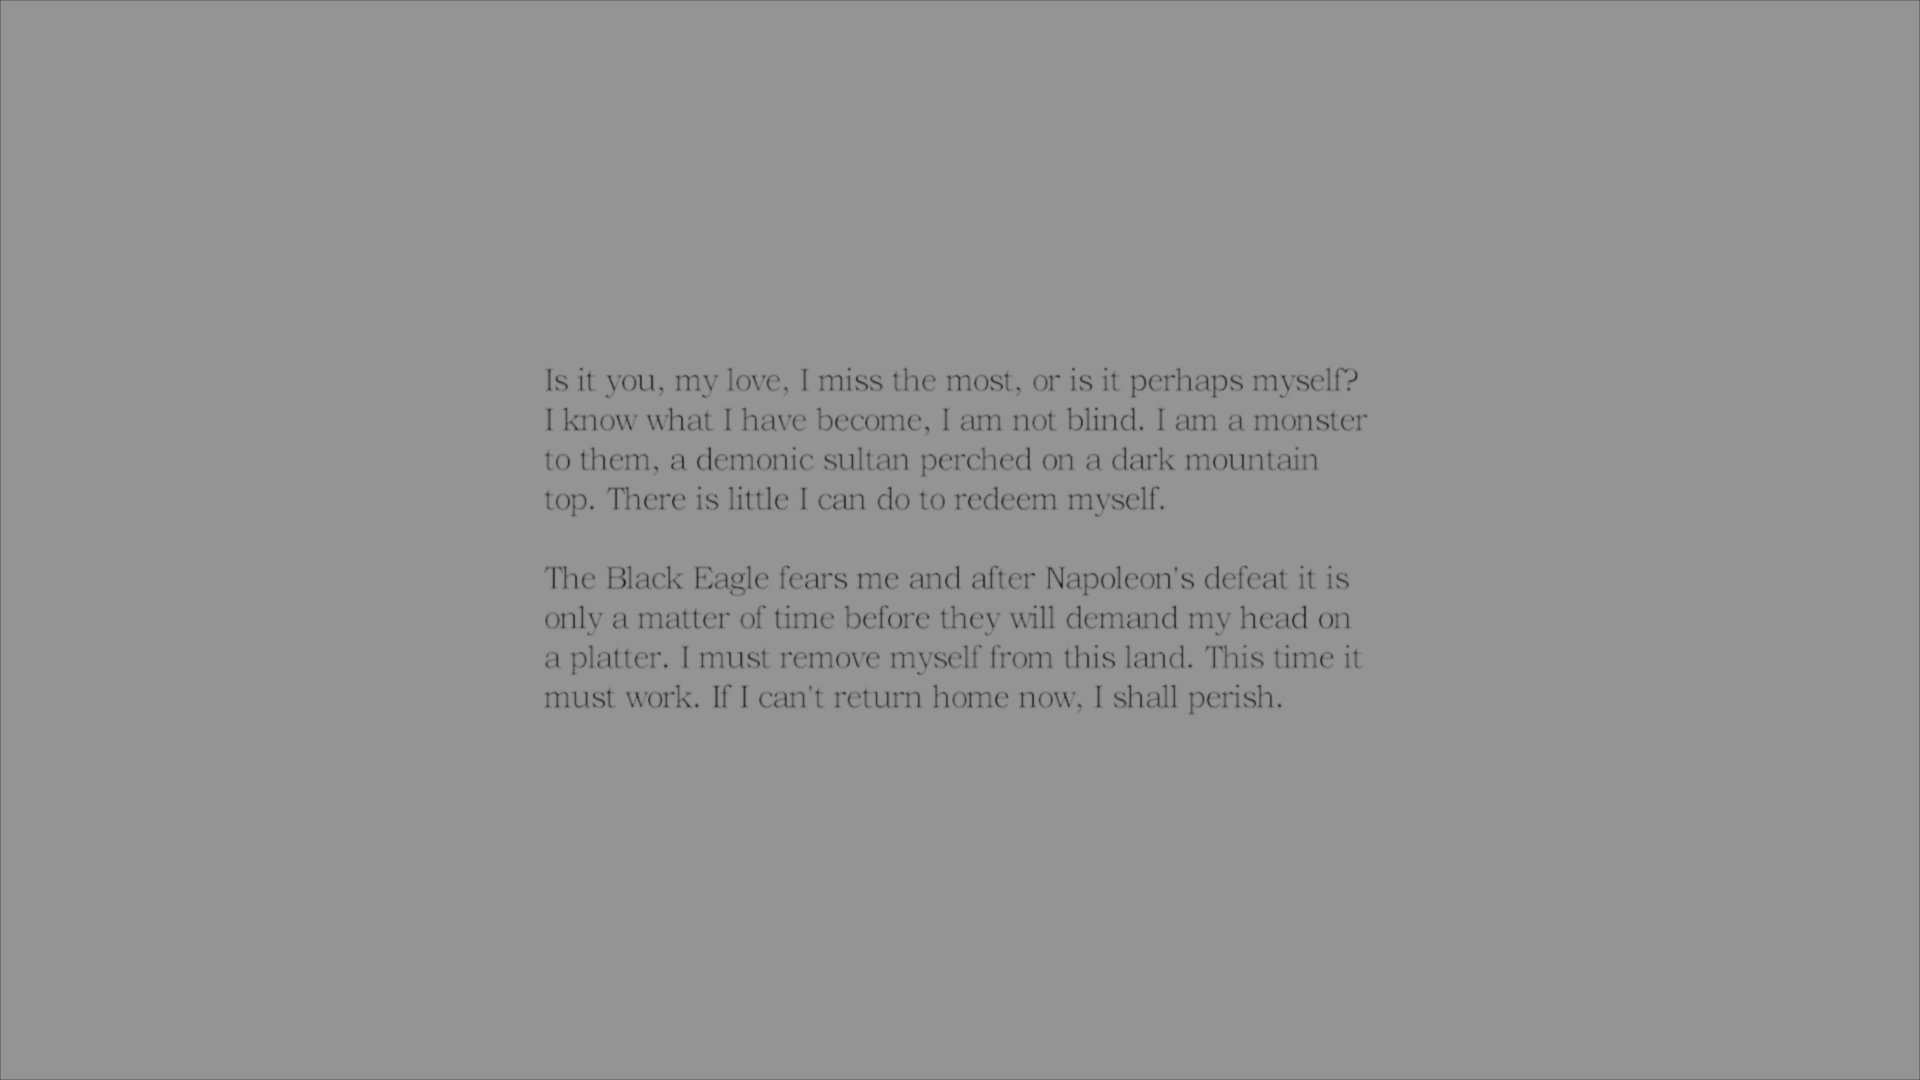 Is it you, my love, I miss the most, or is it perhaps myself?
I know what I have become, I am not blind. I am a monster
to them, a demonic sultan perched on a dark mountain
top. There is little I can do to redeem myself.
The Black Eagle fears me and after Napoleon's defeat it is
only a matter of time before they will demand my head on
a platter. I must remove myself from this land. This time it
must work. If I can't return home now, I shall perish.